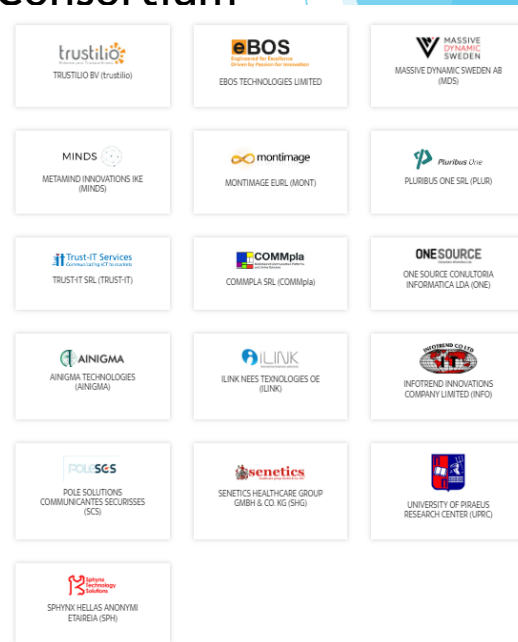 Consortium
trustilio
TRUSTILIO BV (trustilio)
eBOS
Engineered for Excellence
Driven by Passion for Innovation
EBOS TECHNOLOGIES LIMITED
MASSIVE
DYNAMIC
SWEDEN
MASSIVE DYNAMIC SWEDEN AB
(MDS)
MINDS
METAMIND INNOVATIONS IKE
(MINDS)
montimage
MONTIMAGE EURL (MONT)
Pluribus One
PLURIBUS ONE SRL (PLUR)
Trust-IT Services
Communicating ICT to markets
TRUST-IT SRL (TRUST-IT)
COMMpla
COMMPLA SRL (COMMpla)
ONESOURCE
ONE SOURCE CONULTORIA
INFORMATICA LDA (ONE)
AINIGMA
AINIGMA TECHNOLOGIES
(AINIGMA)
ILINK
ILINK NEES TEXNOLOGIES OE
(ILINK)
INFOTREND CO LTD
IT
INFOTREND INNOVATIONS
COMPANY LIMITED (INFO)
POLESCS
POLE SOLUTIONS
COMMUNICANTES SECURISSES
(SCS)
senetics
SENETICS HEALTHCARE GROUP
GMBH & CO. KG (SHG)
UNIVERSITY OF PIRAEUS
RESEARCH CENTER (UPRC)
Sphynx
Technology
Solutions
SPHYNX HELLAS ANONYMI
ETAIREIA (SPH)